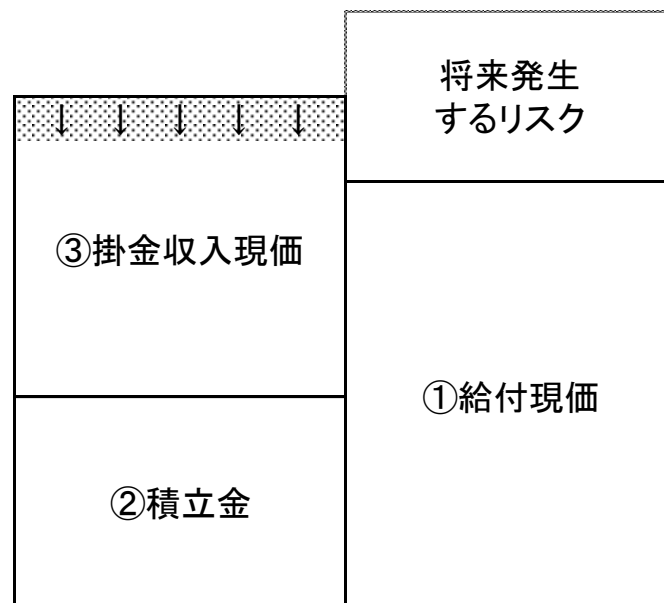 将来発生
するリスク
↓ ↓ ↓ ↓ ↓
③掛金収入現価
①給付現価
②積立金